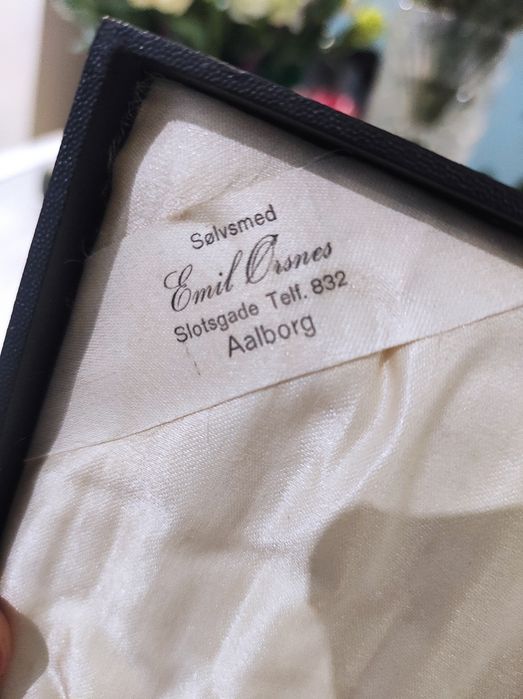 Sølvsmed
Emil Ørsnes
Slotsgade Telf. 832
Aalborg